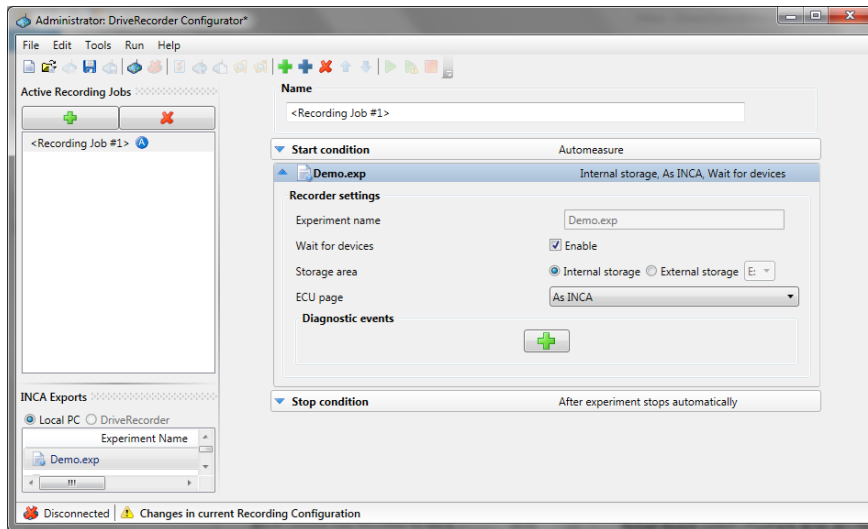 Administrator: DriveRecorder Configurator*
File Edit Tools Run Help
Active Recording Jobs
<Recording Job #1> A
INCA Exports
Local PC DriveRecorder
Experiment Name
Demo.exp
Name
<Recording Job #1>
Start condition Automeasure
Demo.exp Internal storage, As INCA, Wait for devices
Recorder settings
Experiment name Demo.exp
Wait for devices Enable
Storage area Internal storage External storage E:
ECU page As INCA
Diagnostic events
Stop condition After experiment stops automatically
Disconnected Changes in current Recording Configuration